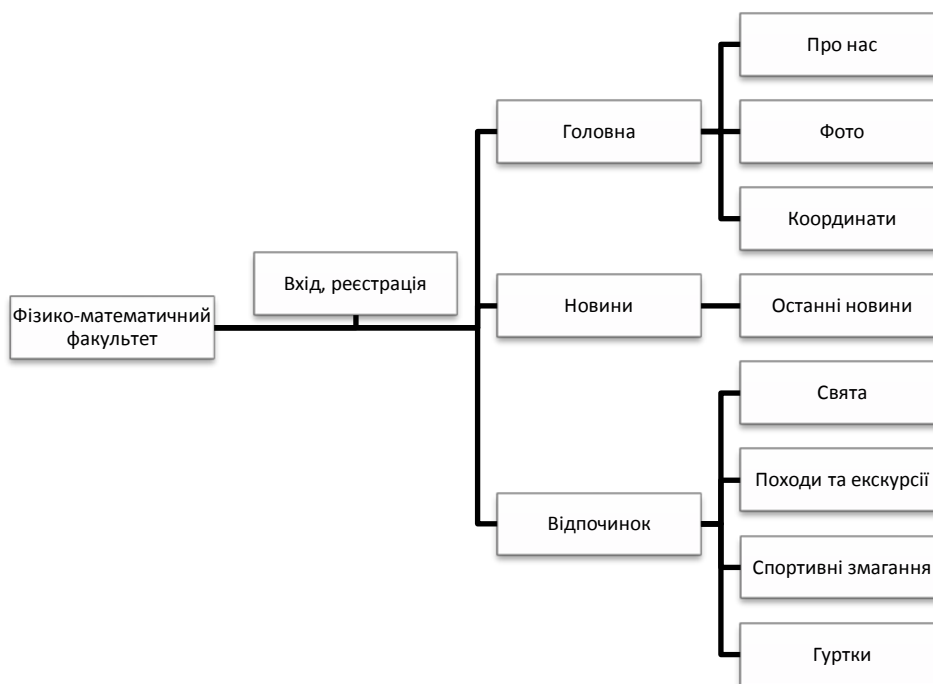 Фізико-математичний
факультет
Вхід, реєстрація
Головна
Про нас
Фото
Координати
Новини
Останні новини
Відпочинок
Свята
Походи та екскурсії
Спортивні змагання
Гуртки